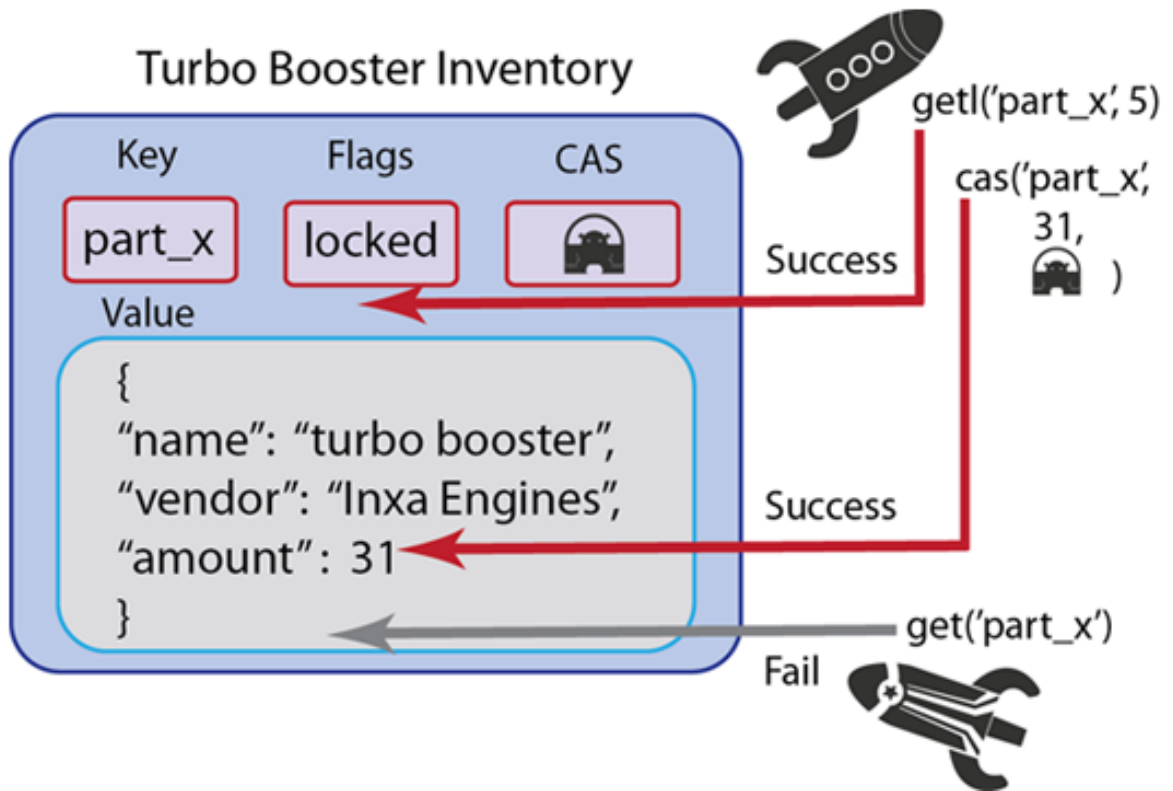 Turbo Booster Inventory
Key
Flags
CAS
part_x
locked
Value
{
“name”: “turbo booster”,
“vendor”: “Inxa Engines”,
“amount”: 31
}
getl(’part_x’, 5)
Success
cas(’part_x’,
31,
)
Success
get(’part_x’)
Fail